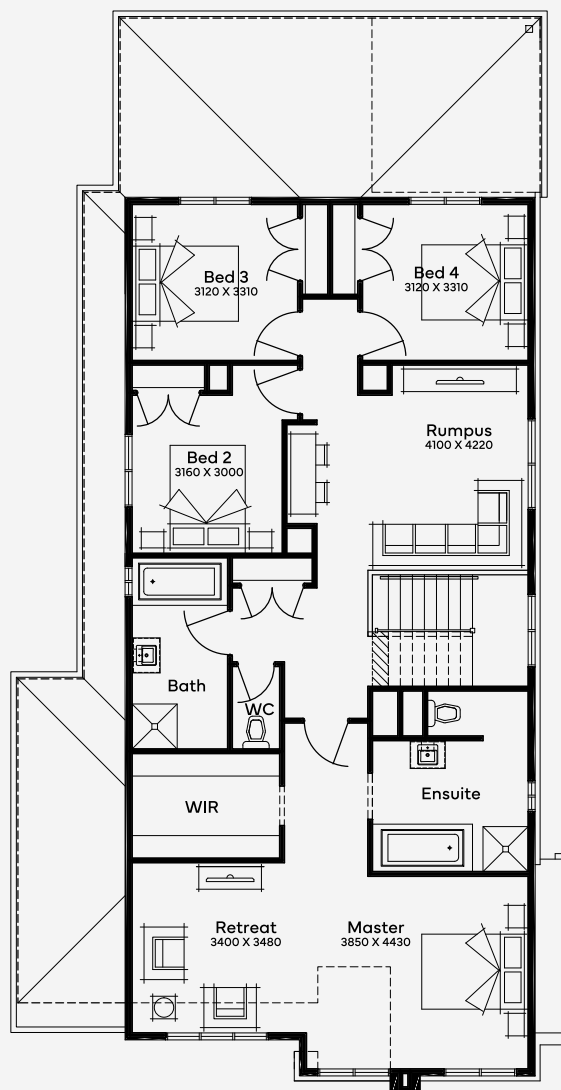 Bed 3
3120 X 3310
Bed 4
3120 X 3310
Rumpus
4100 X 4220
Bed 2
3160 X 3000
Bath
WC
WIR
Ensuite
Retreat
3400 X 3480
Master
3850 X 4430